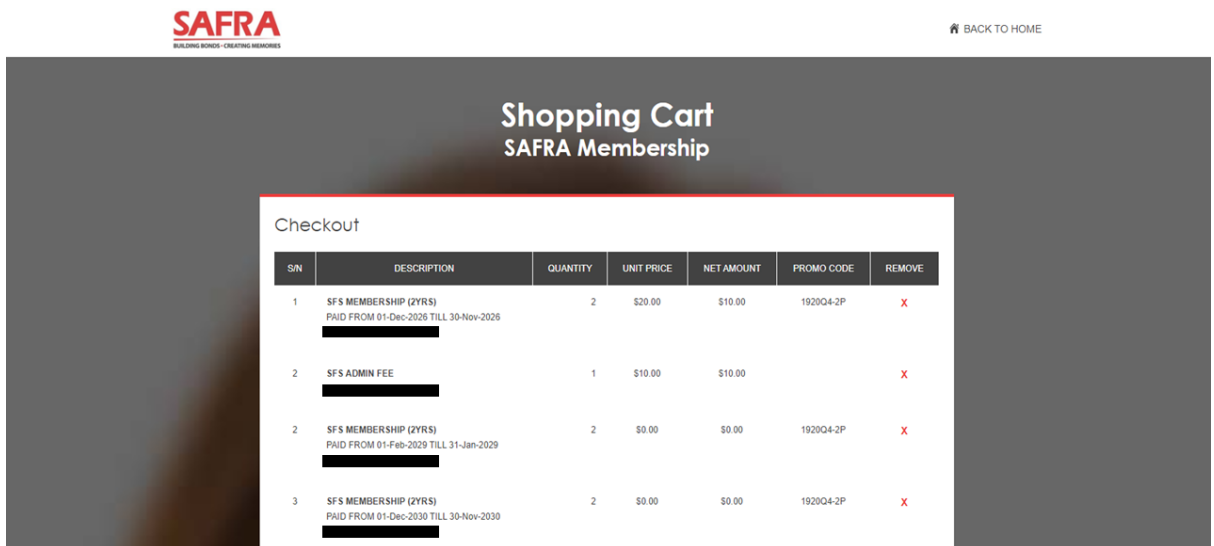 SAFRA
BUILDING BONDS • CREATING MEMORIES
BACK TO HOME
Shopping Cart
SAFRA Membership
Checkout
S/N DESCRIPTION QUANTITY UNIT PRICE NET AMOUNT PROMO CODE REMOVE
1 SFS MEMBERSHIP (2YRS) 2 $20.00 $10.00 1920Q4-2P X
PAID FROM 01-Dec-2026 TILL 30-Nov-2026
2 SFS ADMIN FEE 1 $10.00 $10.00 X
2 SFS MEMBERSHIP (2YRS) 2 $0.00 $0.00 1920Q4-2P X
PAID FROM 01-Feb-2029 TILL 31-Jan-2029
3 SFS MEMBERSHIP (2YRS) 2 $0.00 $0.00 1920Q4-2P X
PAID FROM 01-Dec-2030 TILL 30-Nov-2030